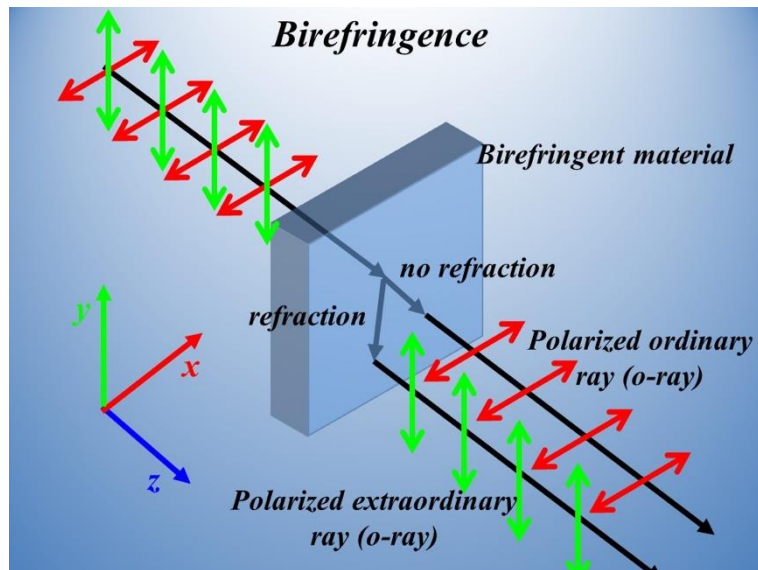 Birefringence
Birefringent material
no refraction
refraction
y
x
z
Polarized ordinary
ray (o-ray)
Polarized extraordinary
ray (o-ray)